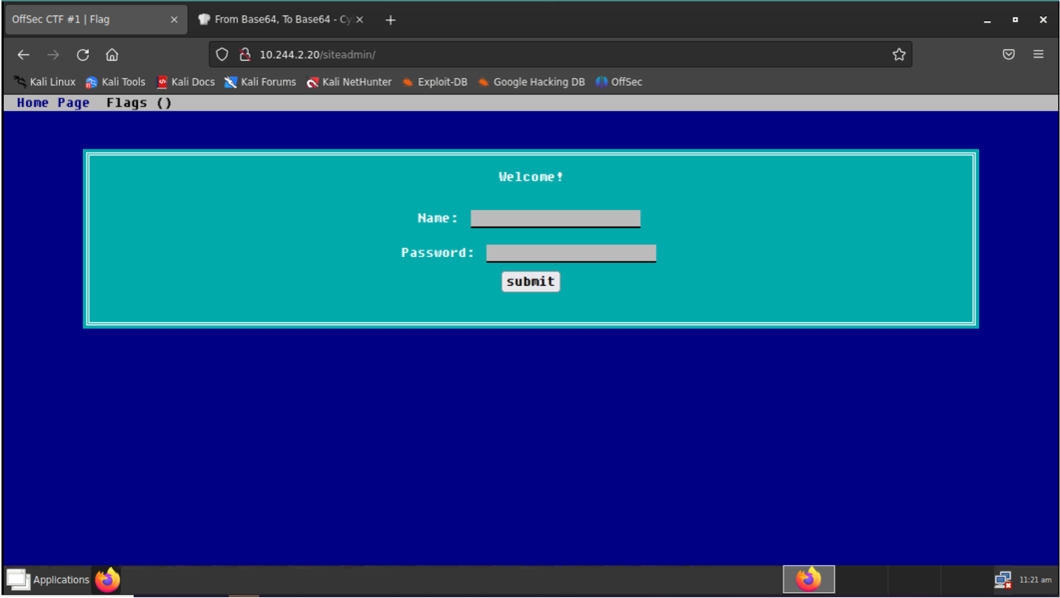 OffSec CTF #1 | Flag
From Base64, To Base64 - Cy
10.244.2.20/siteadmin/
Kali Linux Kali Tools Kali Docs Kali Forums Kali NetHunter Exploit-DB Google Hacking DB OffSec
Home Page Flags ()
Welcome!
Name:
Password:
submit
Applications 11:21 am